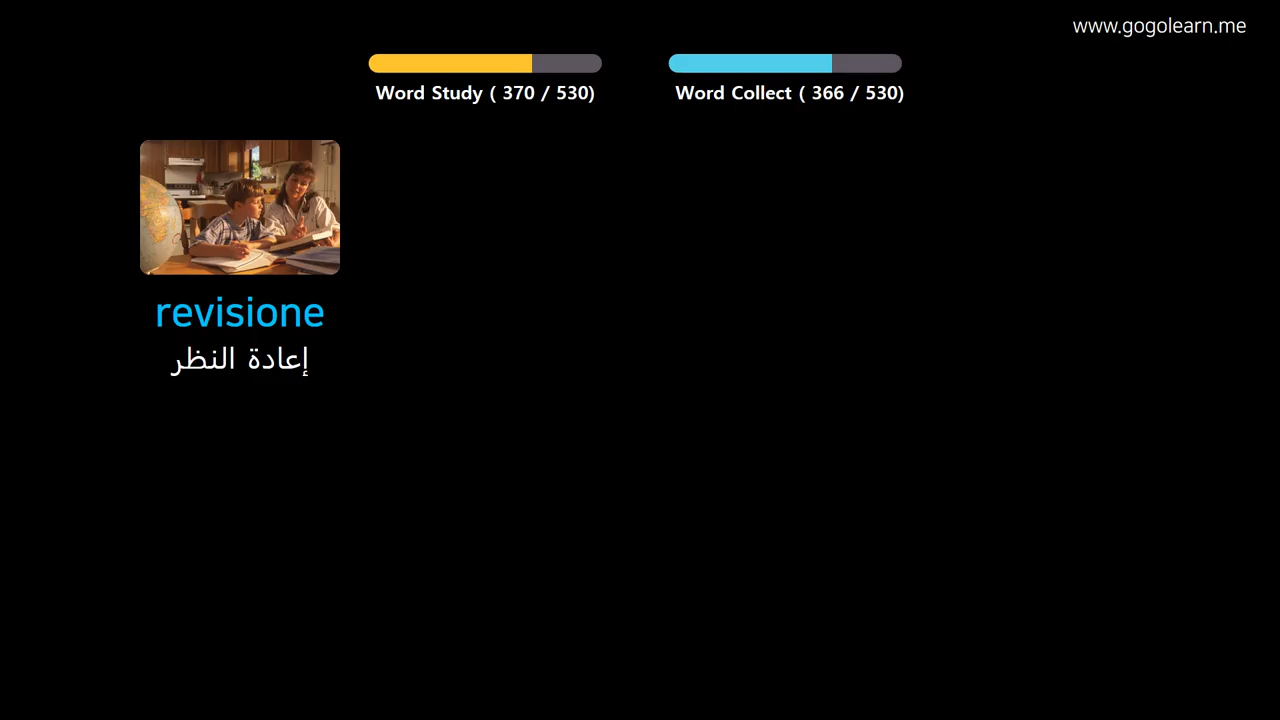 www.gogolearn.me
Word Study ( 370 / 530)
Word Collect ( 366 / 530)
revisione
إعادة النظر